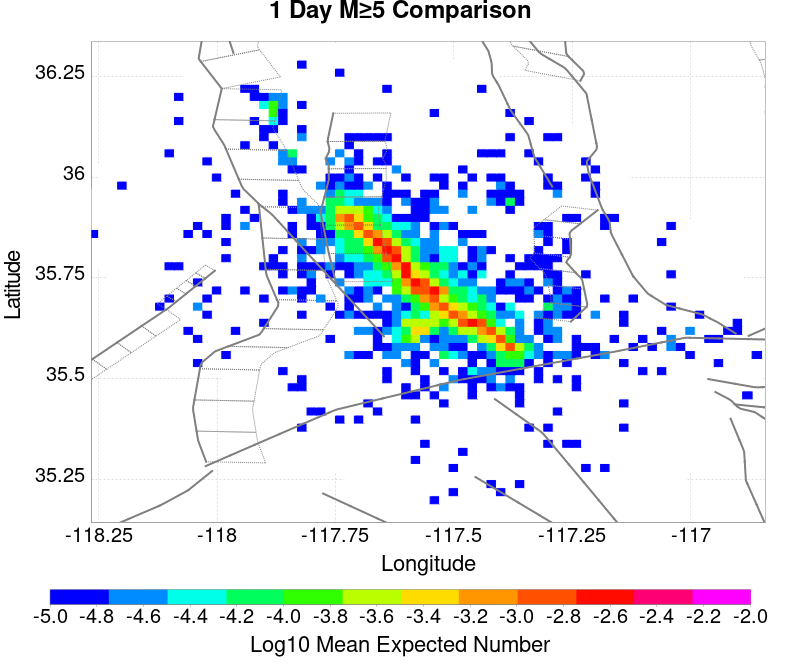 1 Day M≥5 Comparison
36.25
36
35.75
35.5
35.25
Latitude
-118.25 -118 -117.75 -117.5 -117.25 -117
Longitude
-5.0 -4.8 -4.6 -4.4 -4.2 -4.0 -3.8 -3.6 -3.4 -3.2 -3.0 -2.8 -2.6 -2.4 -2.2 -2.0
Log10 Mean Expected Number